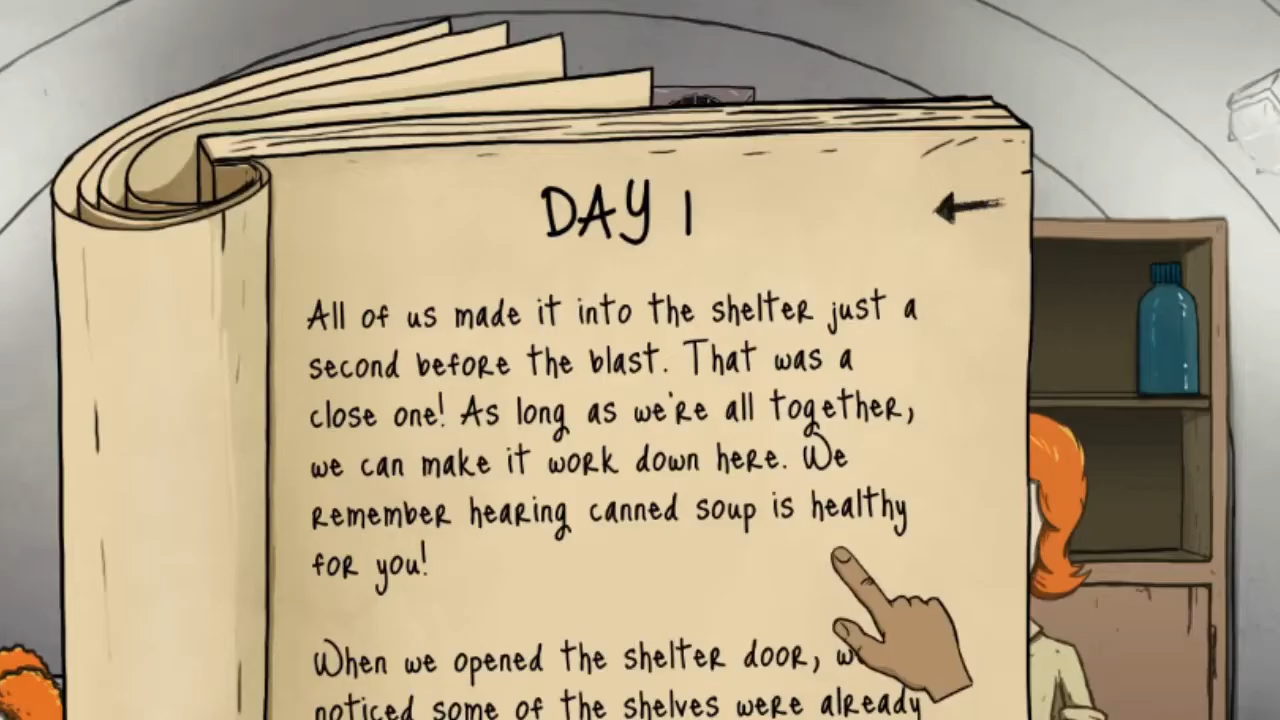 DAY 1
All of us made it into the shelter just a
second before the blast. That was a
close one! As long as we're all together,
we can make it work down here. We
remember hearing canned soup is healthy
for you!
When we opened the shelter door,
noticed some of the shelves were already